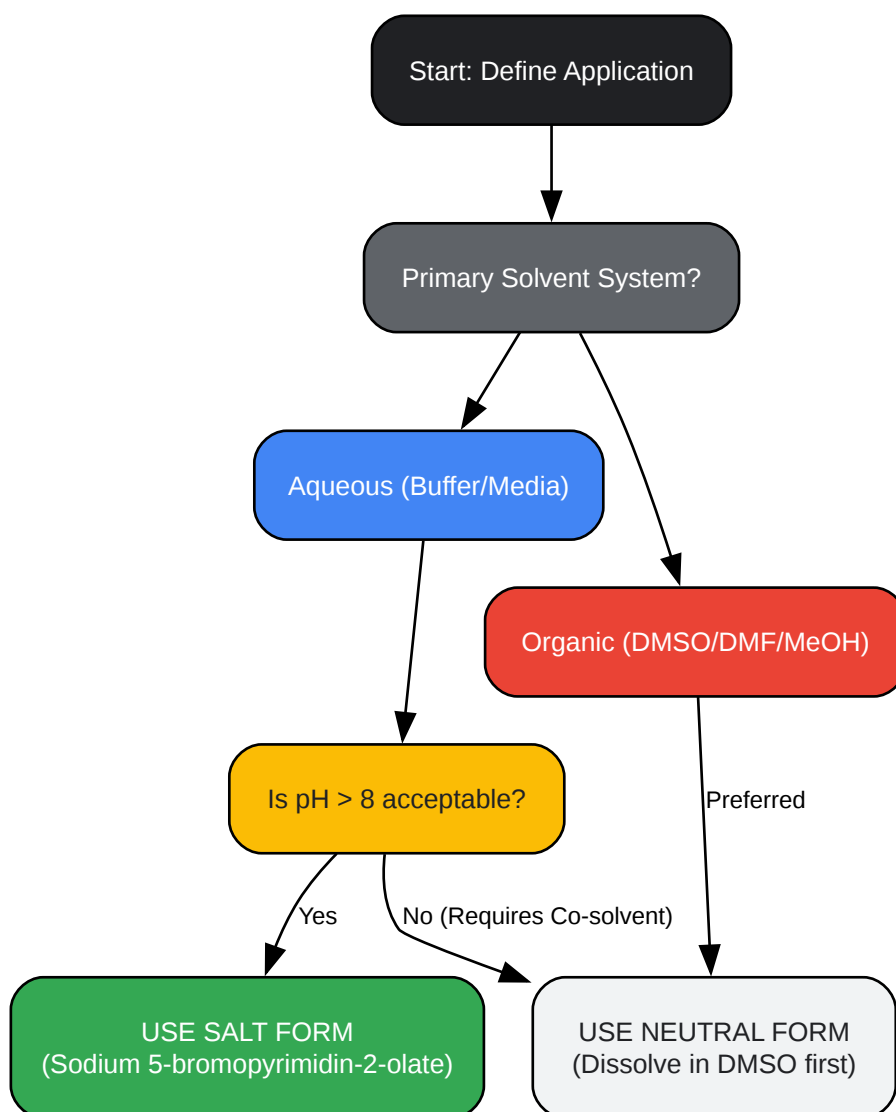 Start: Define Application
Primary Solvent System?
Aqueous (Buffer/Media)
Organic (DMSO/DMF/MeOH)
Is pH > 8 acceptable?
Preferred
Yes
No (Requires Co-solvent)
USE SALT FORM
(Sodium 5-bromopyrimidin-2-olate)
USE NEUTRAL FORM
(Dissolve in DMSO first)